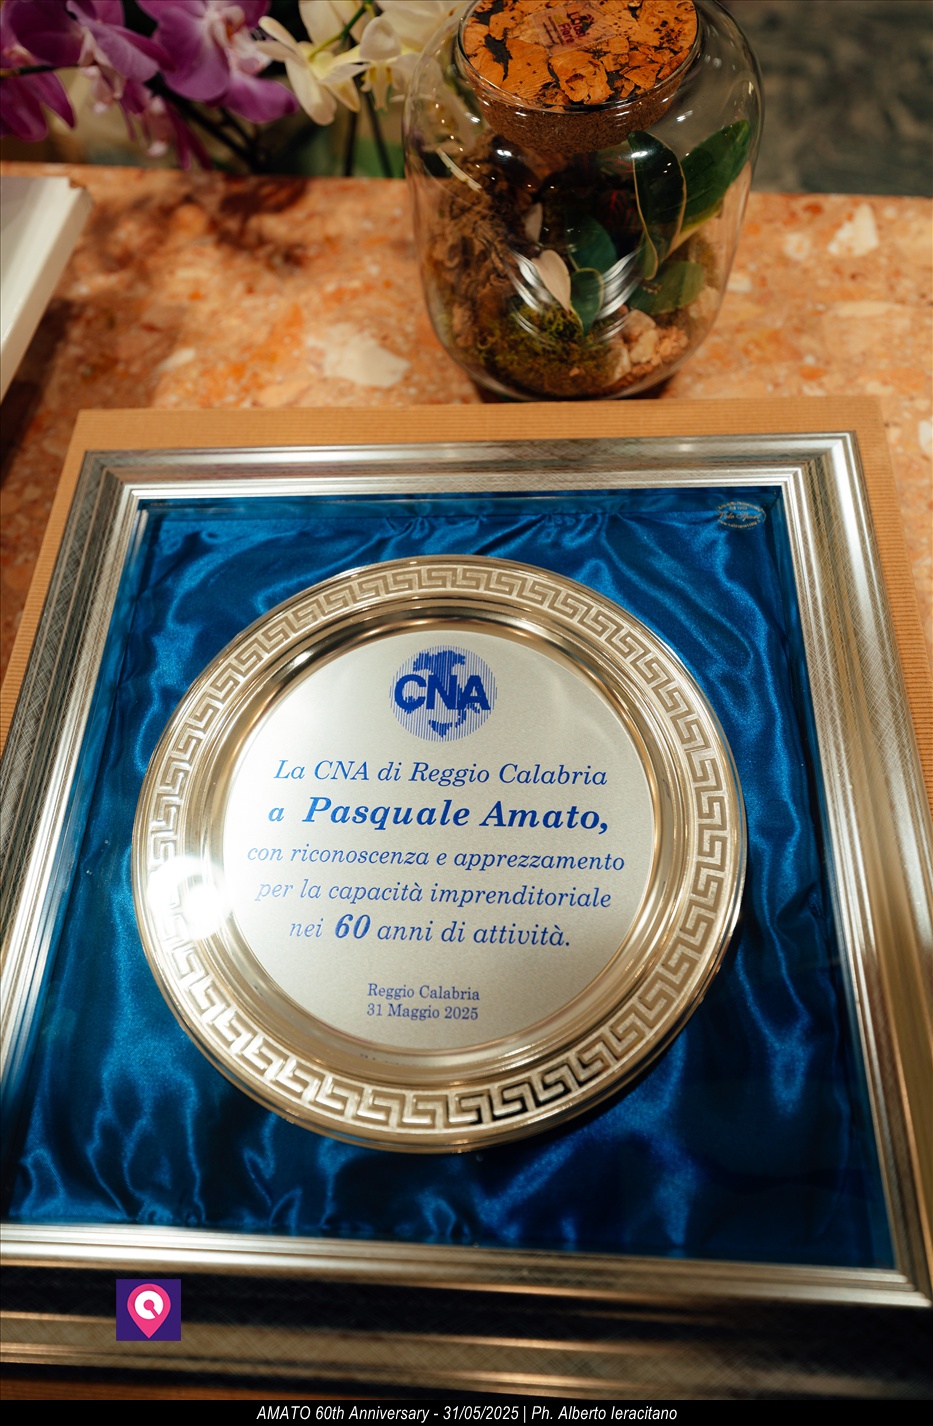 CNA
La CNA di Reggio Calabria
a Pasquale Amato,
con riconoscenza e apprezzamento
per la capacità imprenditoriale
nei 60 anni di attività.
Reggio Calabria
31 Maggio 2025
AMATO 60th Anniversary - 31/05/2025 | Ph. Alberto Ieracitano